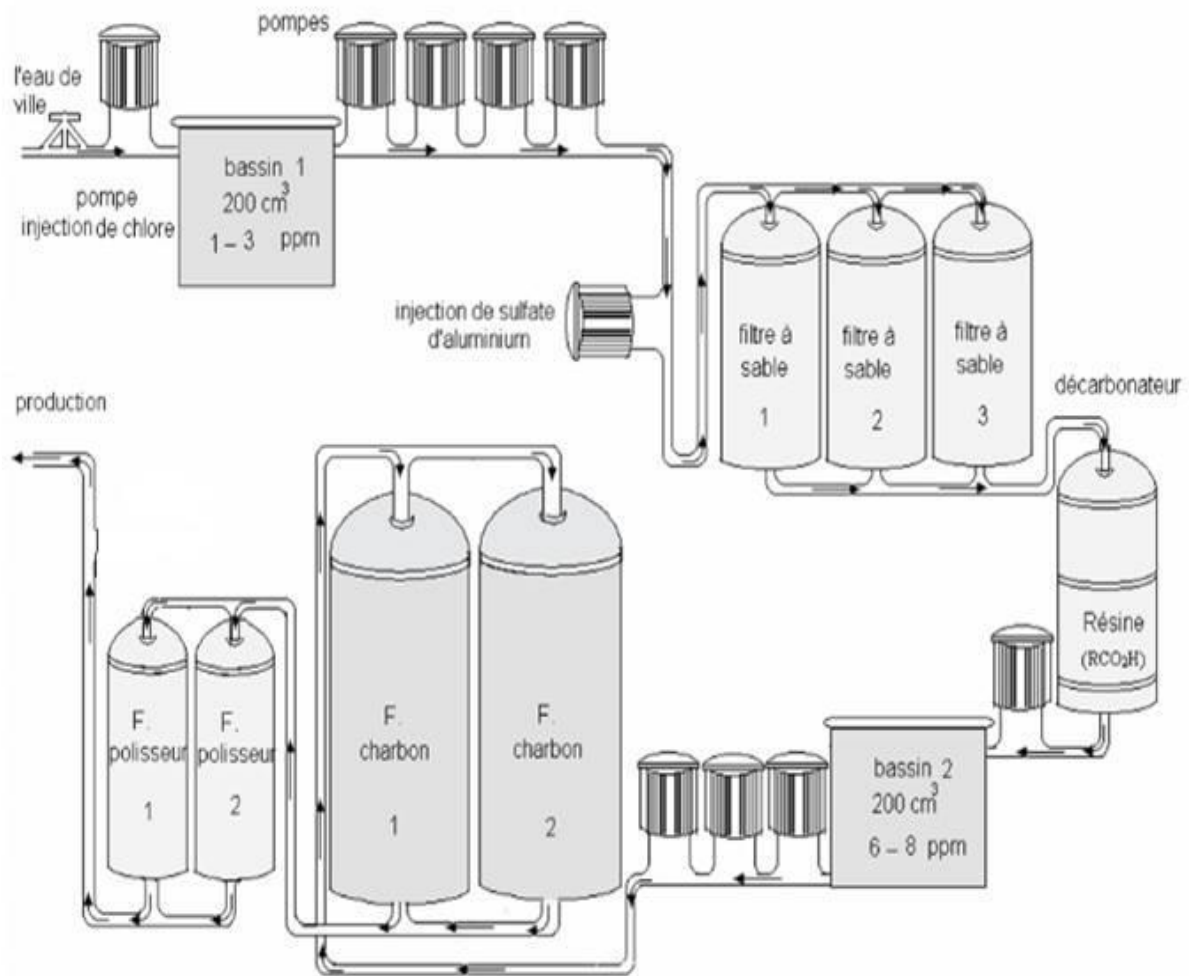 pompes
l'eau de
ville
pompe
injection de chlore
bassin 1
200 cm³
1 – 3 ppm
injection de sulfate
d'aluminium
filtre à
sable
1
filtre à
sable
2
filtre à
sable
3
décarbonateur
Résine
(RCO₂H)
bassin 2
200 cm³
6 – 8 ppm
F.
charbon
1
F.
charbon
2
F.
polisseur
1
F.
polisseur
2
production